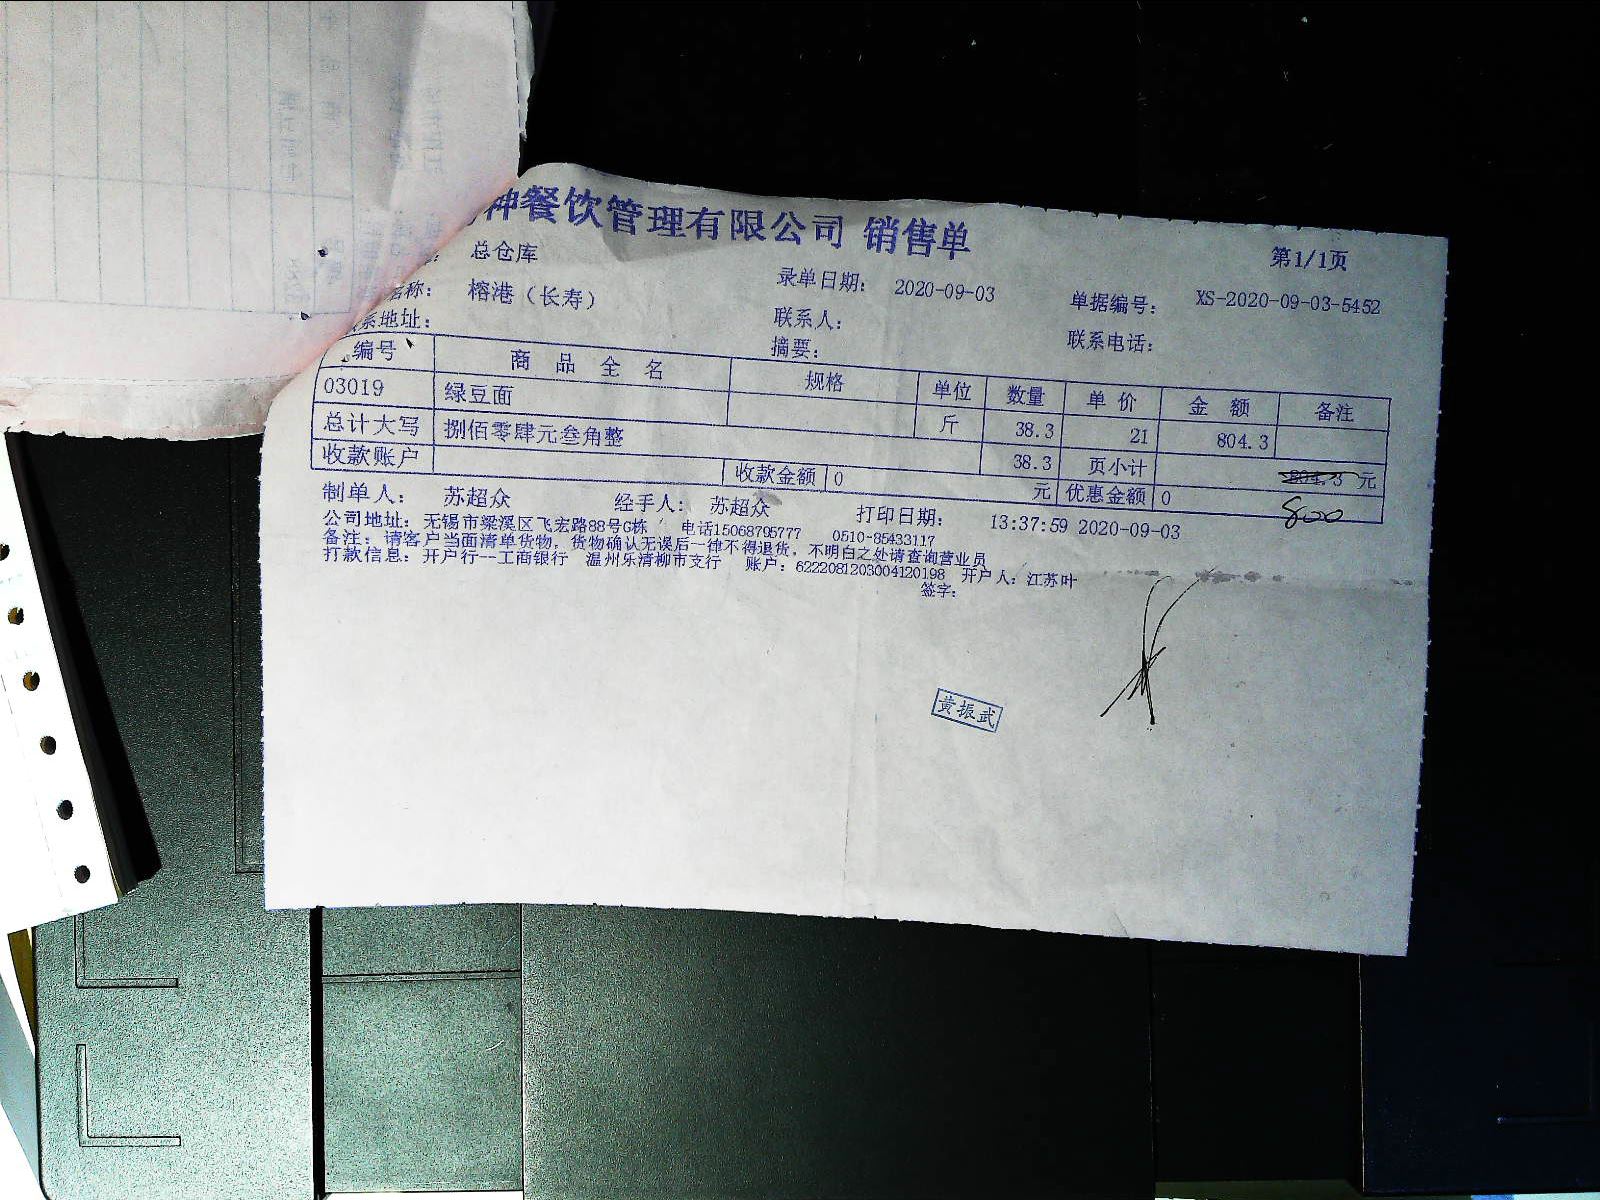 神餐饮管理有限公司 销售单
第1/1页
总仓库
录单日期： 2020-09-03
单据编号： XS-2020-09-03-5452
名称： 榕港（长寿）
联系人：
联系电话：
系地址：
摘要：
编号 商品全名 规格 单位 数量 单价 金额 备注
03019 绿豆面 斤 38.3 21 804.3
总计大写 捌佰零肆元叁角整 38.3 页小计 804.3 元
收款账户 收款金额 0 元 优惠金额 0 800
制单人： 苏超众 经手人： 苏超众 打印日期： 13:37:59 2020-09-03
公司地址：无锡市梁溪区飞宏路88号G栋 电话15068795777 0510-85433117
备注：请客户当面清单货物，货物确认无误后一律不得退货，不明白之处请查询营业员
打款信息：开户行--工商银行 温州乐清柳市支行 账户：6222081203004120198 开户人：江苏叶
签字：
黄振武